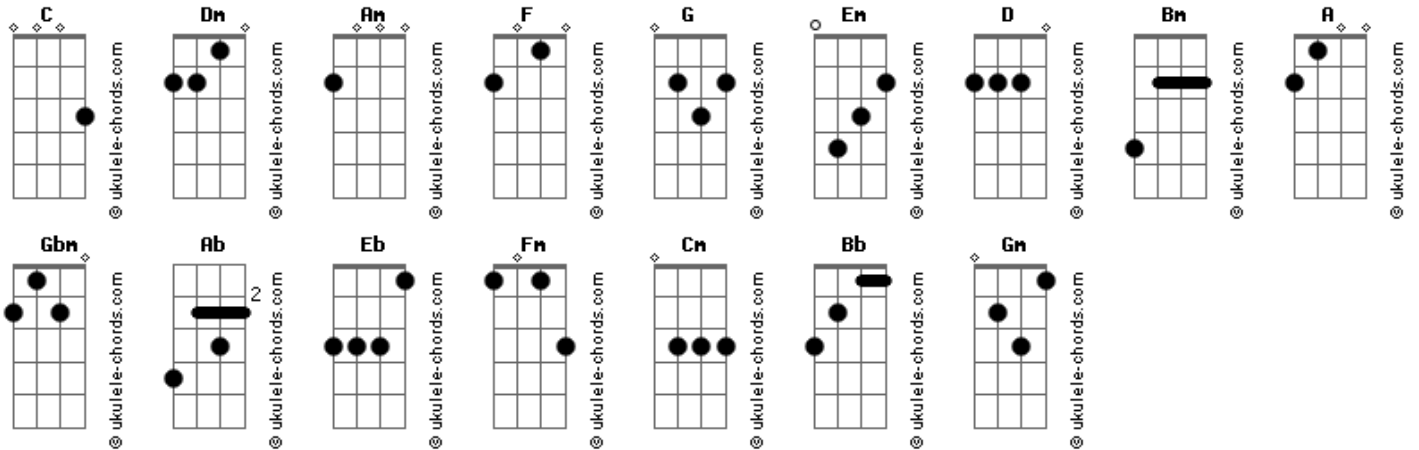 C Dm Am F G Em D Bm A
© ukulele-chords.com © ukulele-chords.com © ukulele-chords.com © ukulele-chords.com © ukulele-chords.com © ukulele-chords.com © ukulele-chords.com © ukulele-chords.com © ukulele-chords.com
Gbm Ab Eb Fm Cm Bb Gm
2
© ukulele-chords.com © ukulele-chords.com © ukulele-chords.com © ukulele-chords.com © ukulele-chords.com © ukulele-chords.com © ukulele-chords.com